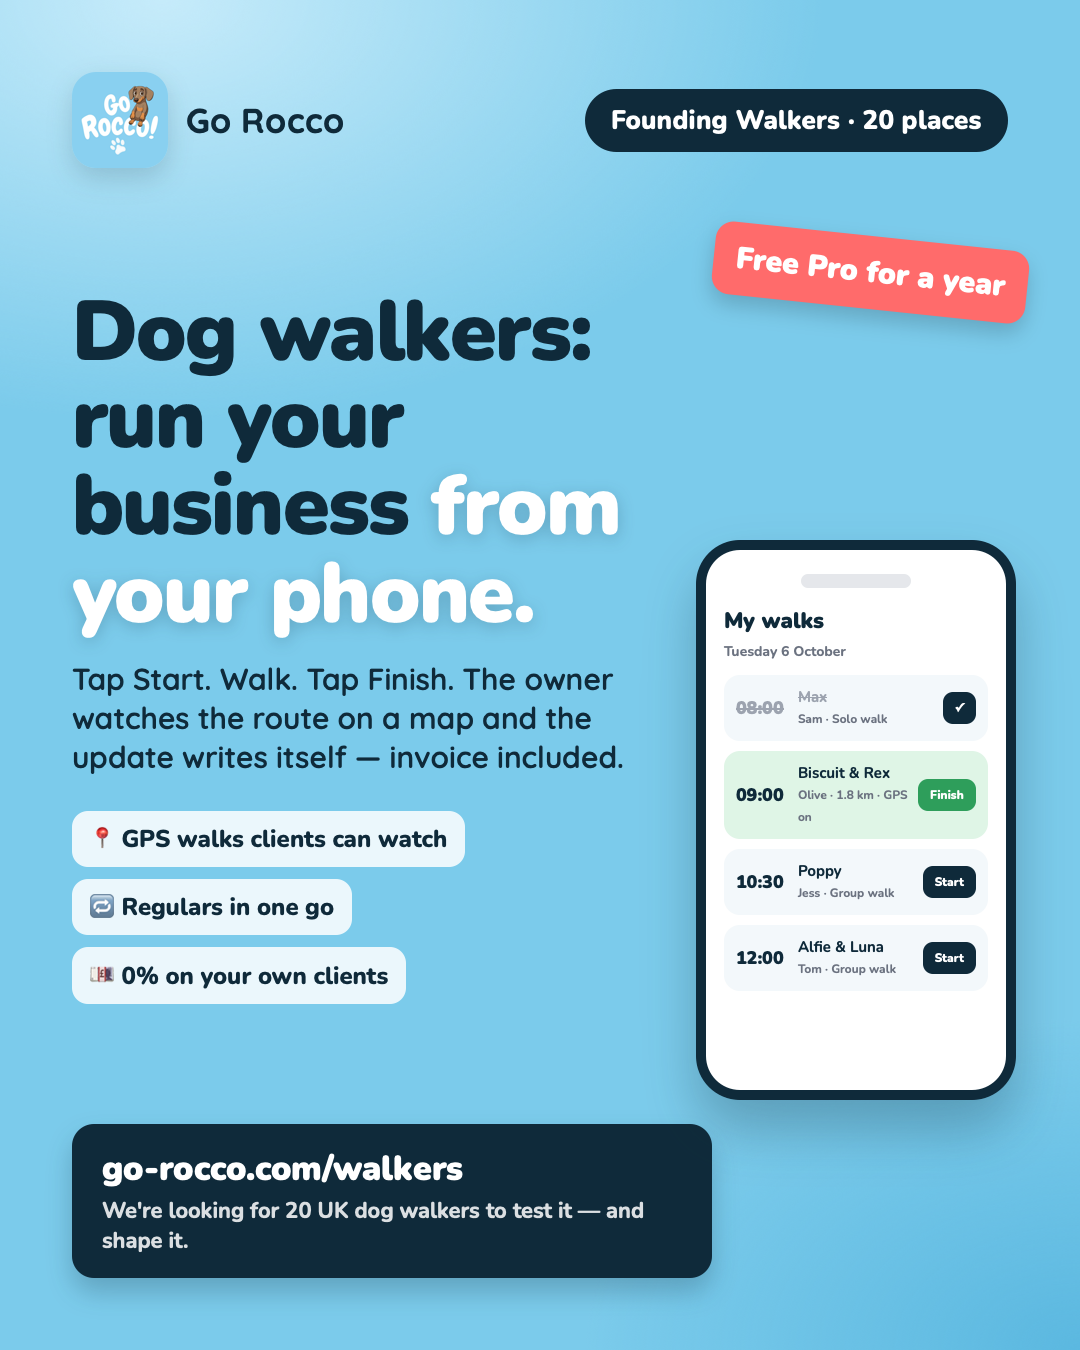 GO
ROCCO!
Go Rocco
Founding Walkers · 20 places
Free Pro for a year
Dog walkers:
run your
business from
your phone.
Tap Start. Walk. Tap Finish. The owner
watches the route on a map and the
update writes itself — invoice included.
📍 GPS walks clients can watch
🔁 Regulars in one go
💷 0% on your own clients
My walks
Tuesday 6 October
08:00
Max
Sam · Solo walk
✓
09:00
Biscuit & Rex
Olive · 1.8 km · GPS
on
Finish
10:30
Poppy
Jess · Group walk
Start
12:00
Alfie & Luna
Tom · Group walk
Start
go-rocco.com/walkers
We're looking for 20 UK dog walkers to test it — and
shape it.